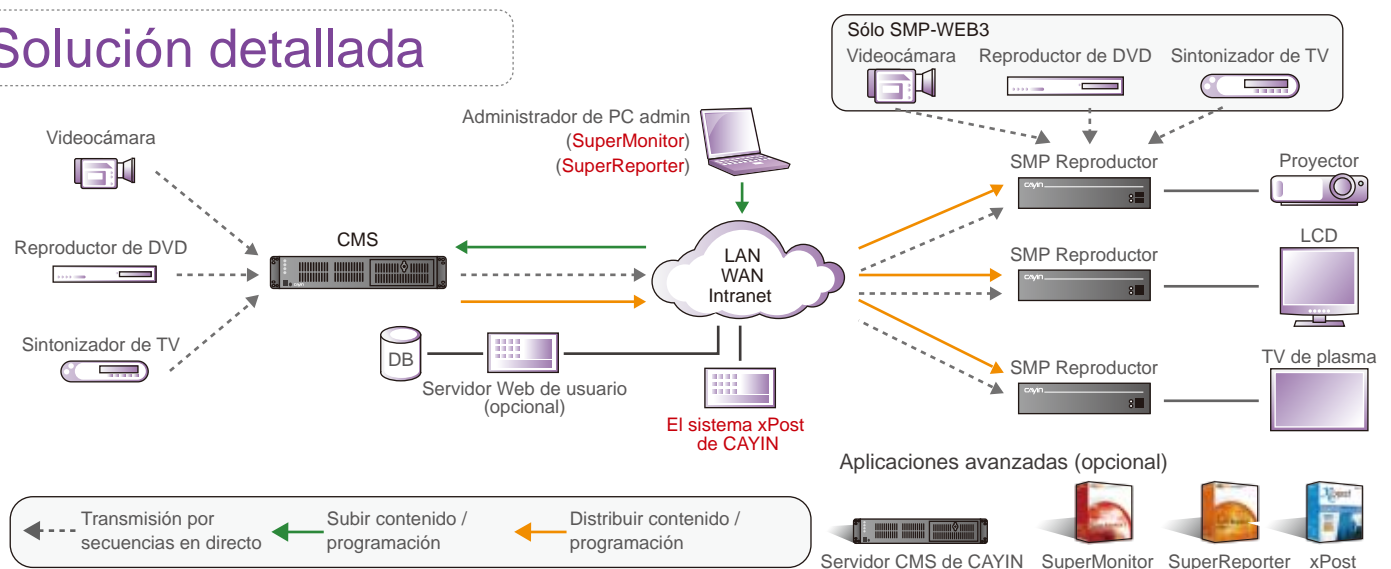 Solución detallada
Sólo SMP-WEB3
Videocámara
Reproductor de DVD
Sintonizador de TV
Administrador de PC admin
(SuperMonitor)
(SuperReporter)
Videocámara
Reproductor de DVD
Sintonizador de TV
CMS
LAN
WAN
Intranet
SMP Reproductor
CAYIN
Proyector
SMP Reproductor
CAYIN
LCD
SMP Reproductor
CAYIN
TV de plasma
DB
Servidor Web de usuario
(opcional)
El sistema xPost
de CAYIN
Aplicaciones avanzadas (opcional)
Transmisión por
secuencias en directo
Subir contenido /
programación
Distribuir contenido /
programación
Servidor CMS de CAYIN
SuperMonitor
SuperReporter
xPost